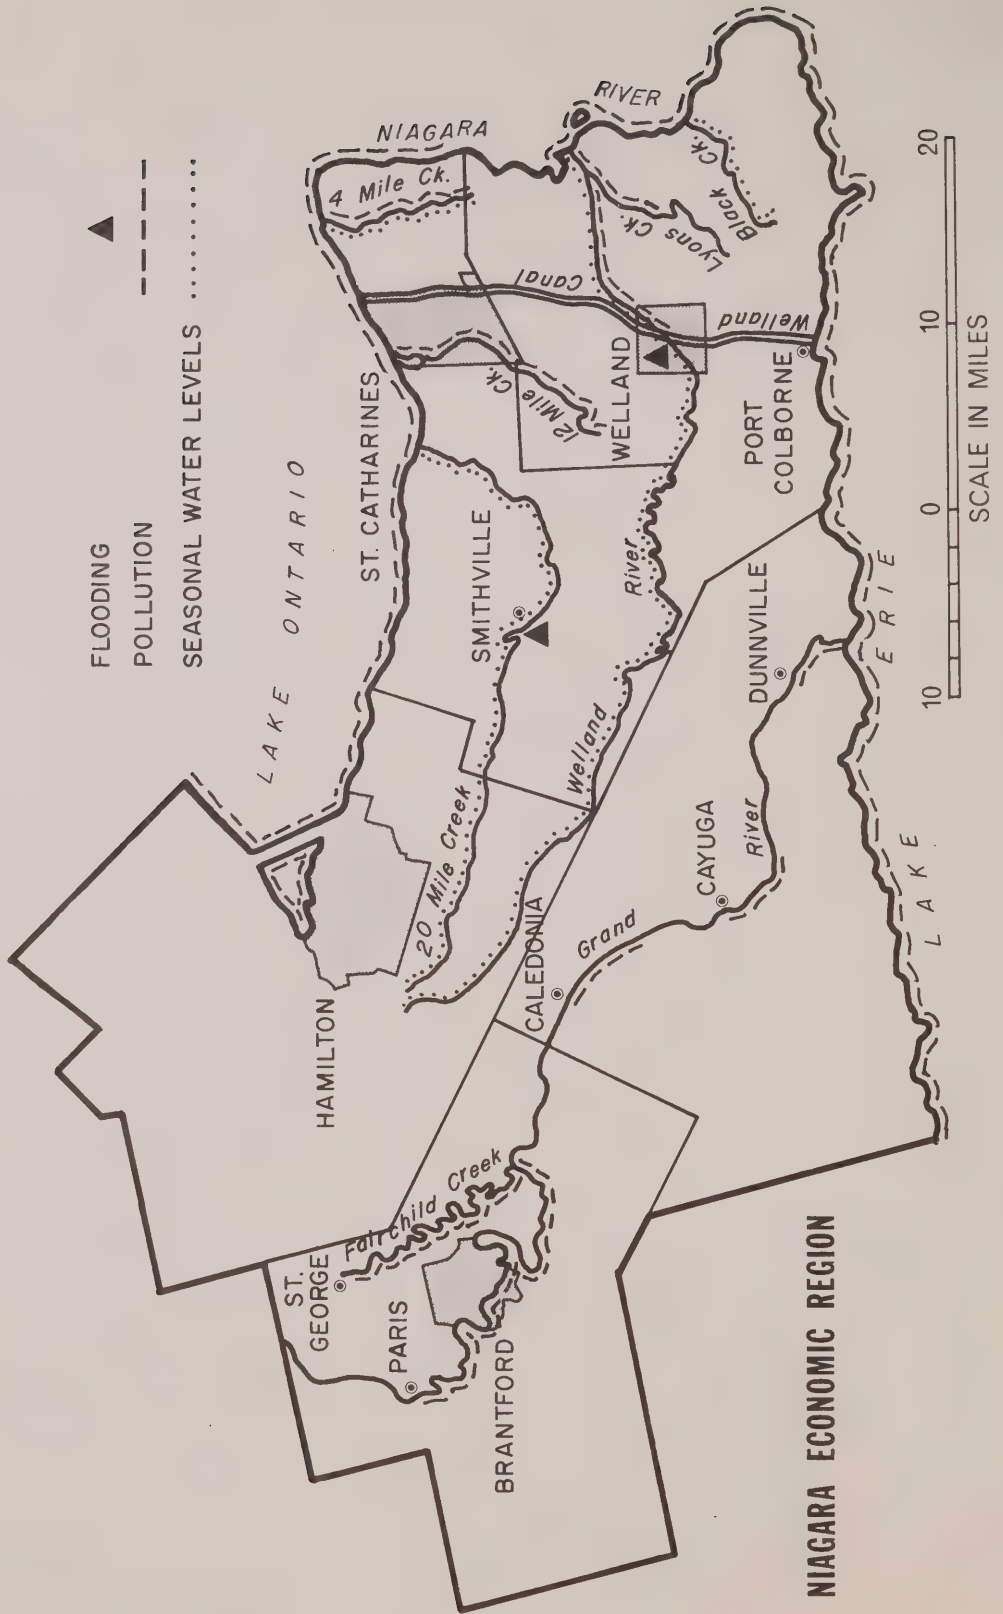 FLOODING
POLLUTION
SEASONAL WATER LEVELS
LAKE ONTARIO
NIAGARA
RIVER
4 Mile Ck.
ST. CATHARINES
12 Mile Ck.
Welland
Canal
WELLAND
Lyons Ck.
Black Ck.
PORT
COLBORNE
SMITHVILLE
20 Mile Creek
Welland
River
HAMILTON
CALEDONIA
CAYUGA
DUNNVILLE
Grand
River
ST.
GEORGE
Fairchild Creek
PARIS
BRANTFORD
LAKE ERIE
10 0 10 20
SCALE IN MILES
NIAGARA ECONOMIC REGION